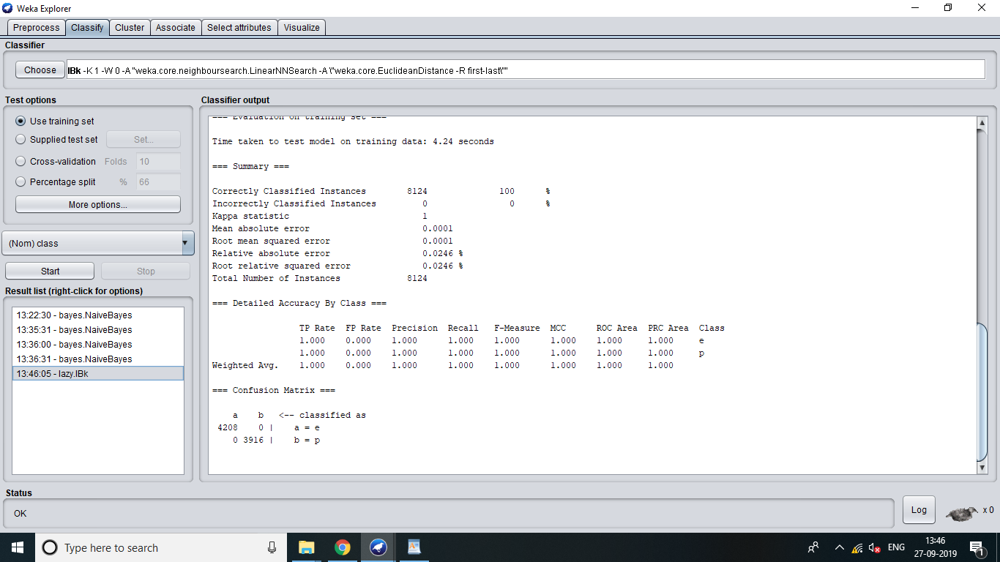 Weka Explorer
Preprocess Classify Cluster Associate Select attributes Visualize
Classifier
Choose IBk -K 1 -W 0 -A "weka.core.neighboursearch.LinearNNSearch -A \"weka.core.EuclideanDistance -R first-last\""
Test options
Use training set
Supplied test set Set...
Cross-validation Folds 10
Percentage split % 66
More options...
(Nom) class
Start Stop
Result list (right-click for options)
13:22:30 - bayes.NaiveBayes
13:35:31 - bayes.NaiveBayes
13:36:00 - bayes.NaiveBayes
13:36:31 - bayes.NaiveBayes
13:46:05 - lazy.IBk
Classifier output
=== Evaluation on training set ===
Time taken to test model on training data: 4.24 seconds
=== Summary ===
Correctly Classified Instances 8124 100 %
Incorrectly Classified Instances 0 0 %
Kappa statistic 1
Mean absolute error 0.0001
Root mean squared error 0.0001
Relative absolute error 0.0246 %
Root relative squared error 0.0246 %
Total Number of Instances 8124
=== Detailed Accuracy By Class ===
TP Rate FP Rate Precision Recall F-Measure MCC ROC Area PRC Area Class
1.000 0.000 1.000 1.000 1.000 1.000 1.000 1.000 e
1.000 0.000 1.000 1.000 1.000 1.000 1.000 1.000 p
Weighted Avg. 1.000 0.000 1.000 1.000 1.000 1.000 1.000 1.000
=== Confusion Matrix ===
a b <-- classified as
4208 0 | a = e
0 3916 | b = p
Status
OK
Log
x 0
Type here to search
ENG
13:46
27-09-2019
1